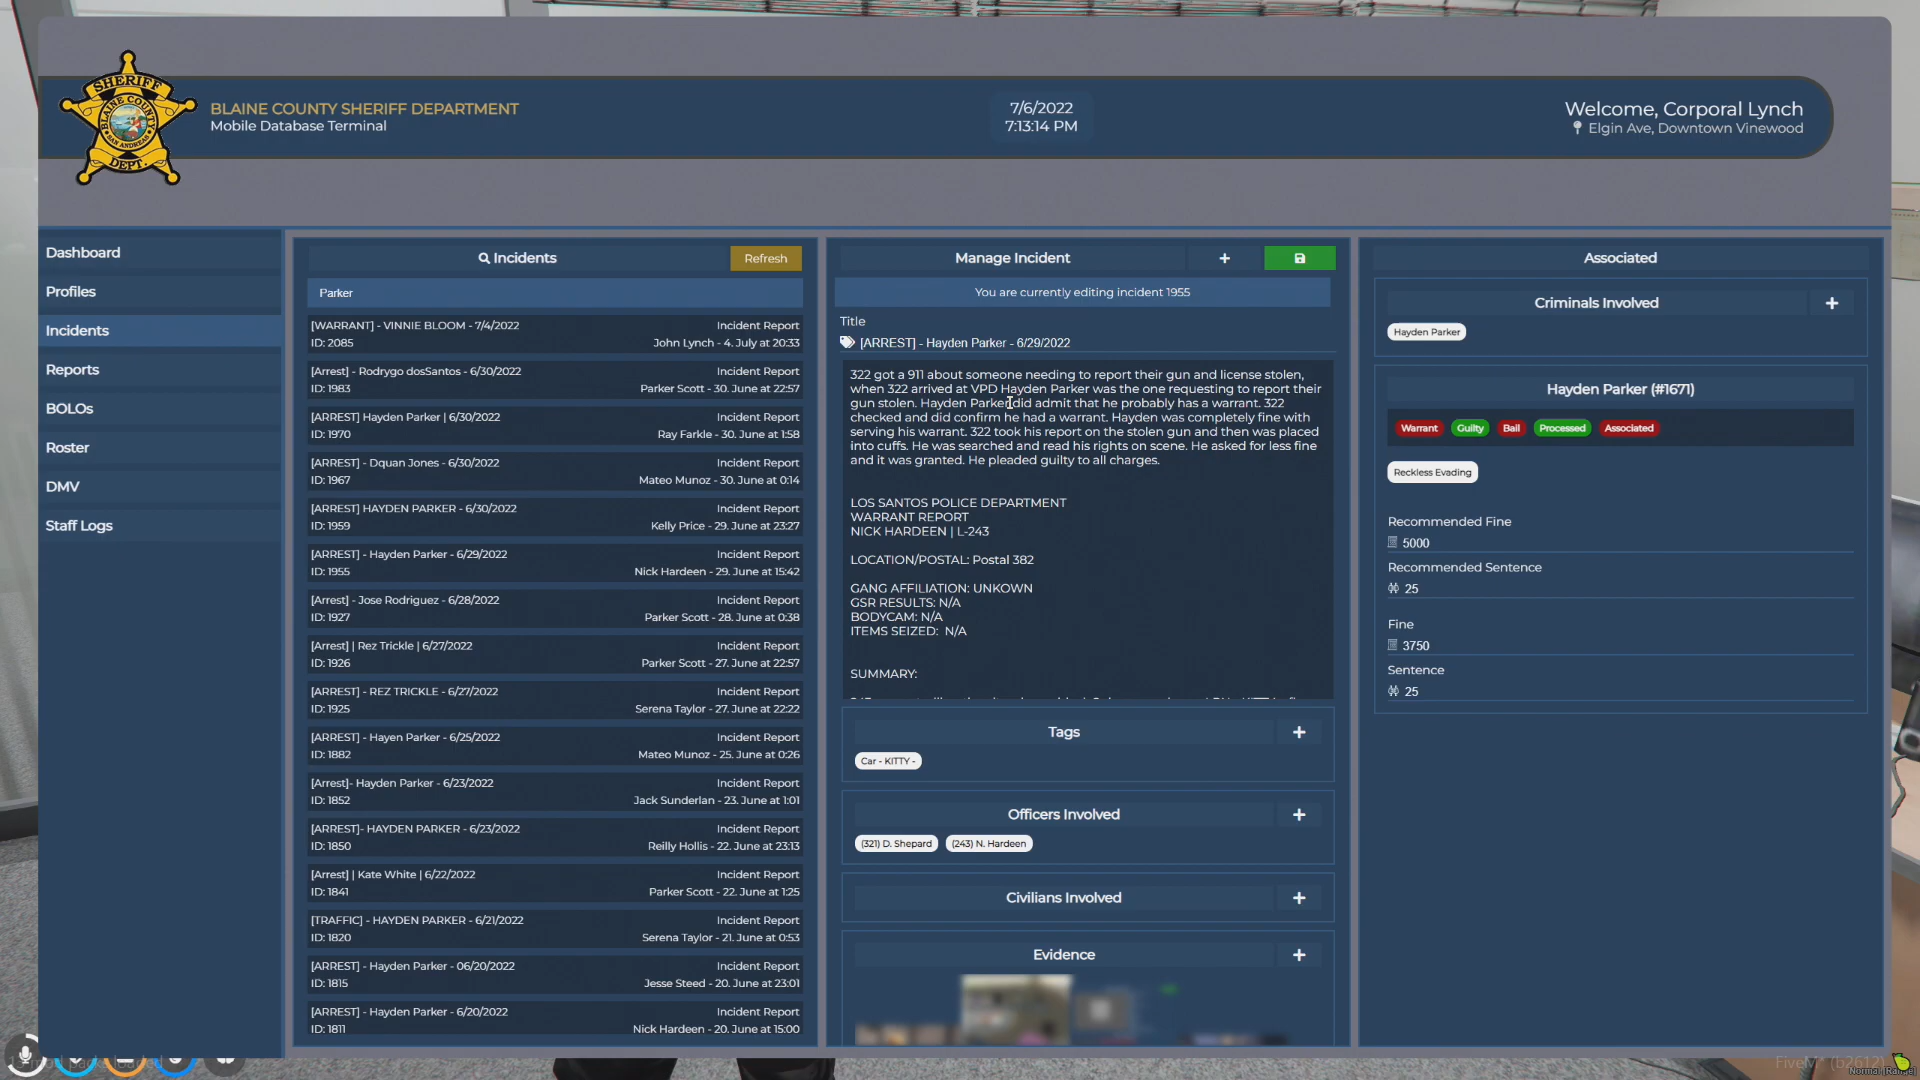 SHERIFF
BLAINE COUNTY
SAN ANDREAS
DEPT.
BLAINE COUNTY SHERIFF DEPARTMENT
Mobile Database Terminal
7/6/2022
7:13:14 PM
Welcome, Corporal Lynch
Elgin Ave, Downtown Vinewood
Dashboard
Profiles
Incidents
Reports
BOLOs
Roster
DMV
Staff Logs
Incidents
Refresh
Parker
[WARRANT] - VINNIE BLOOM - 7/4/2022 Incident Report
ID: 2085 John Lynch - 4. July at 20:33
[Arrest] - Rodrygo dosSantos - 6/30/2022 Incident Report
ID: 1983 Parker Scott - 30. June at 22:57
[ARREST] Hayden Parker | 6/30/2022 Incident Report
ID: 1970 Ray Farkle - 30. June at 1:58
[ARREST] - Dquan Jones - 6/30/2022 Incident Report
ID: 1967 Mateo Munoz - 30. June at 0:14
[ARREST] HAYDEN PARKER - 6/30/2022 Incident Report
ID: 1959 Kelly Price - 29. June at 23:27
[ARREST] - Hayden Parker - 6/29/2022 Incident Report
ID: 1955 Nick Hardeen - 29. June at 15:42
[Arrest] - Jose Rodriguez - 6/28/2022 Incident Report
ID: 1927 Parker Scott - 28. June at 0:38
[Arrest] | Rez Trickle | 6/27/2022 Incident Report
ID: 1926 Parker Scott - 27. June at 22:57
[ARREST] - REZ TRICKLE - 6/27/2022 Incident Report
ID: 1925 Serena Taylor - 27. June at 22:22
[ARREST] - Hayen Parker - 6/25/2022 Incident Report
ID: 1882 Mateo Munoz - 25. June at 0:26
[Arrest]- Hayden Parker - 6/23/2022 Incident Report
ID: 1852 Jack Sunderlan - 23. June at 1:01
[ARREST]- HAYDEN PARKER - 6/23/2022 Incident Report
ID: 1850 Reilly Hollis - 22. June at 23:13
[Arrest] | Kate White | 6/22/2022 Incident Report
ID: 1841 Parker Scott - 22. June at 1:25
[TRAFFIC] - HAYDEN PARKER - 6/21/2022 Incident Report
ID: 1820 Serena Taylor - 21. June at 0:53
[ARREST] - Hayden Parker - 06/20/2022 Incident Report
ID: 1815 Jesse Steed - 20. June at 23:01
[ARREST] - Hayden Parker - 6/20/2022 Incident Report
ID: 1811 Nick Hardeen - 20. June at 15:00
Manage Incident
You are currently editing incident 1955
Title
[ARREST] - Hayden Parker - 6/29/2022
322 got a 911 about someone needing to report their gun and license stolen,
when 322 arrived at VPD Hayden Parker was the one requesting to report their
gun stolen. Hayden Parker did admit that he probably has a warrant. 322
checked and did confirm he had a warrant. Hayden was completely fine with
serving his warrant. 322 took his report on the stolen gun and then was placed
into cuffs. He was searched and read his rights on scene. He asked for less fine
and it was granted. He pleaded guilty to all charges.
LOS SANTOS POLICE DEPARTMENT
WARRANT REPORT
NICK HARDEEN | L-243
LOCATION/POSTAL: Postal 382
GANG AFFILIATION: UNKOWN
GSR RESULTS: N/A
BODYCAM: N/A
ITEMS SEIZED: N/A
SUMMARY:
Tags
Car - KITTY -
Officers Involved
(321) D. Shepard
(243) N. Hardeen
Civilians Involved
Evidence
Associated
Criminals Involved
Hayden Parker
Hayden Parker (#1671)
Warrant Guilty Bail Processed Associated
Reckless Evading
Recommended Fine
5000
Recommended Sentence
25
Fine
3750
Sentence
25
FiveM (b2612)
Normal [Range]